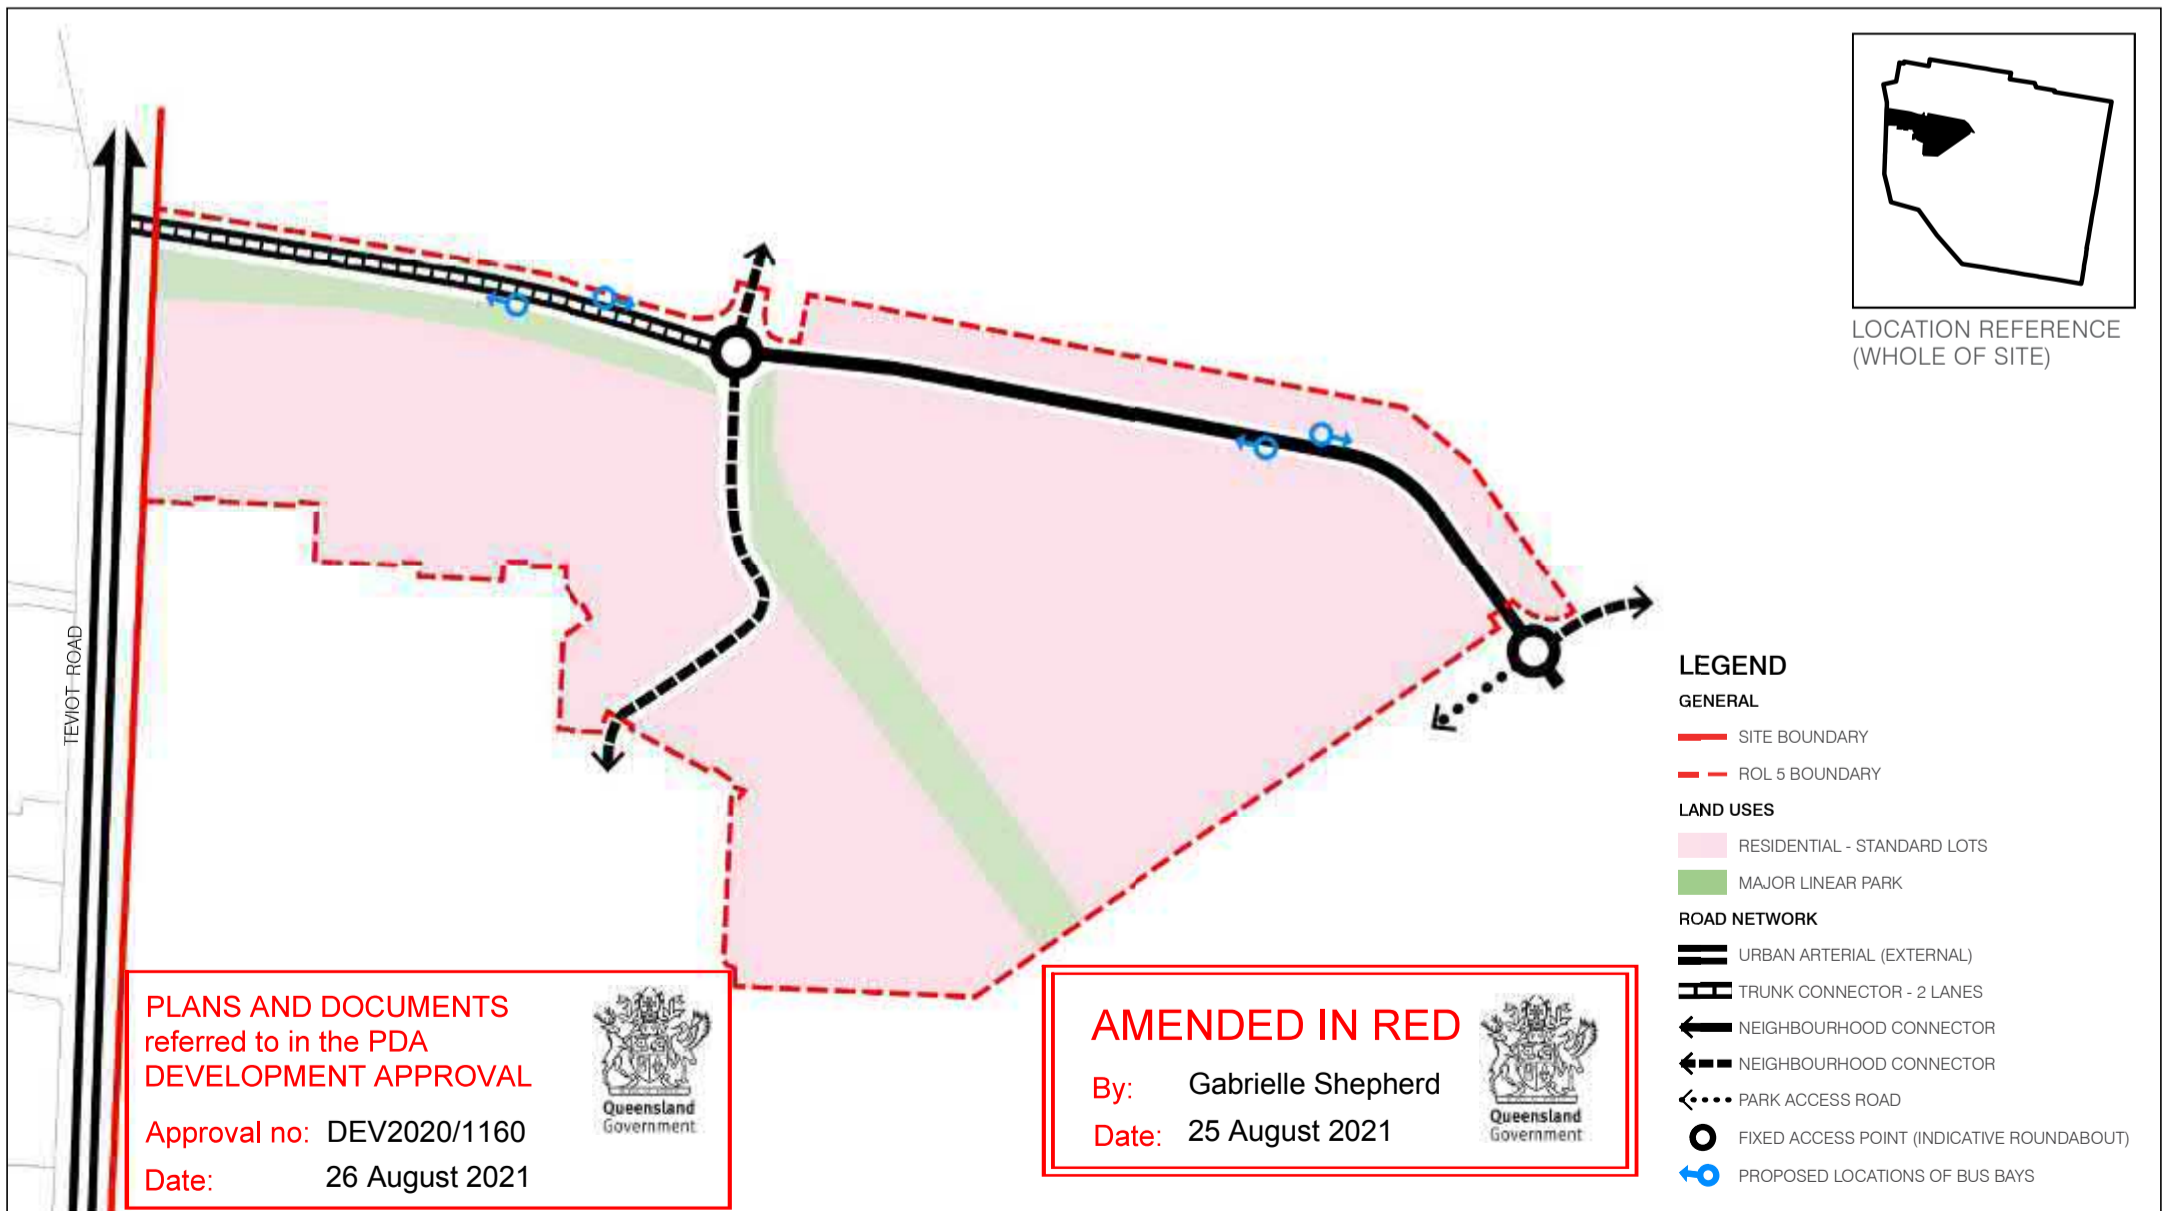 LOCATION REFERENCE
(WHOLE OF SITE)
TEVIOT ROAD
LEGEND
GENERAL
SITE BOUNDARY
ROL 5 BOUNDARY
LAND USES
RESIDENTIAL - STANDARD LOTS
MAJOR LINEAR PARK
ROAD NETWORK
URBAN ARTERIAL (EXTERNAL)
TRUNK CONNECTOR - 2 LANES
NEIGHBOURHOOD CONNECTOR
NEIGHBOURHOOD CONNECTOR
PARK ACCESS ROAD
FIXED ACCESS POINT (INDICATIVE ROUNDABOUT)
PROPOSED LOCATIONS OF BUS BAYS
PLANS AND DOCUMENTS
referred to in the PDA
DEVELOPMENT APPROVAL
Approval no: DEV2020/1160
Date: 26 August 2021
Queensland
Government
AMENDED IN RED
By: Gabrielle Shepherd
Date: 25 August 2021
Queensland
Government